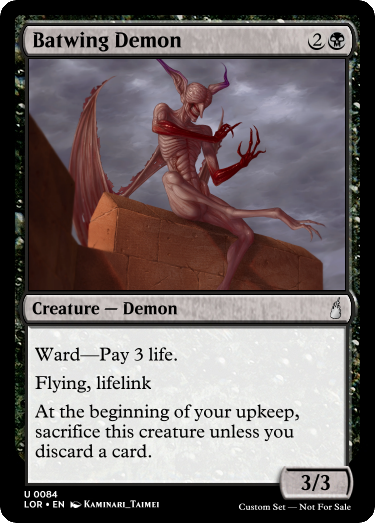 Batwing Demon 2
Creature — Demon
Ward—Pay 3 life.
Flying, lifelink
At the beginning of your upkeep,
sacrifice this creature unless you
discard a card.
3/3
U 0084
LOR • EN Kaminari_Taimei
Custom Set — Not For Sale